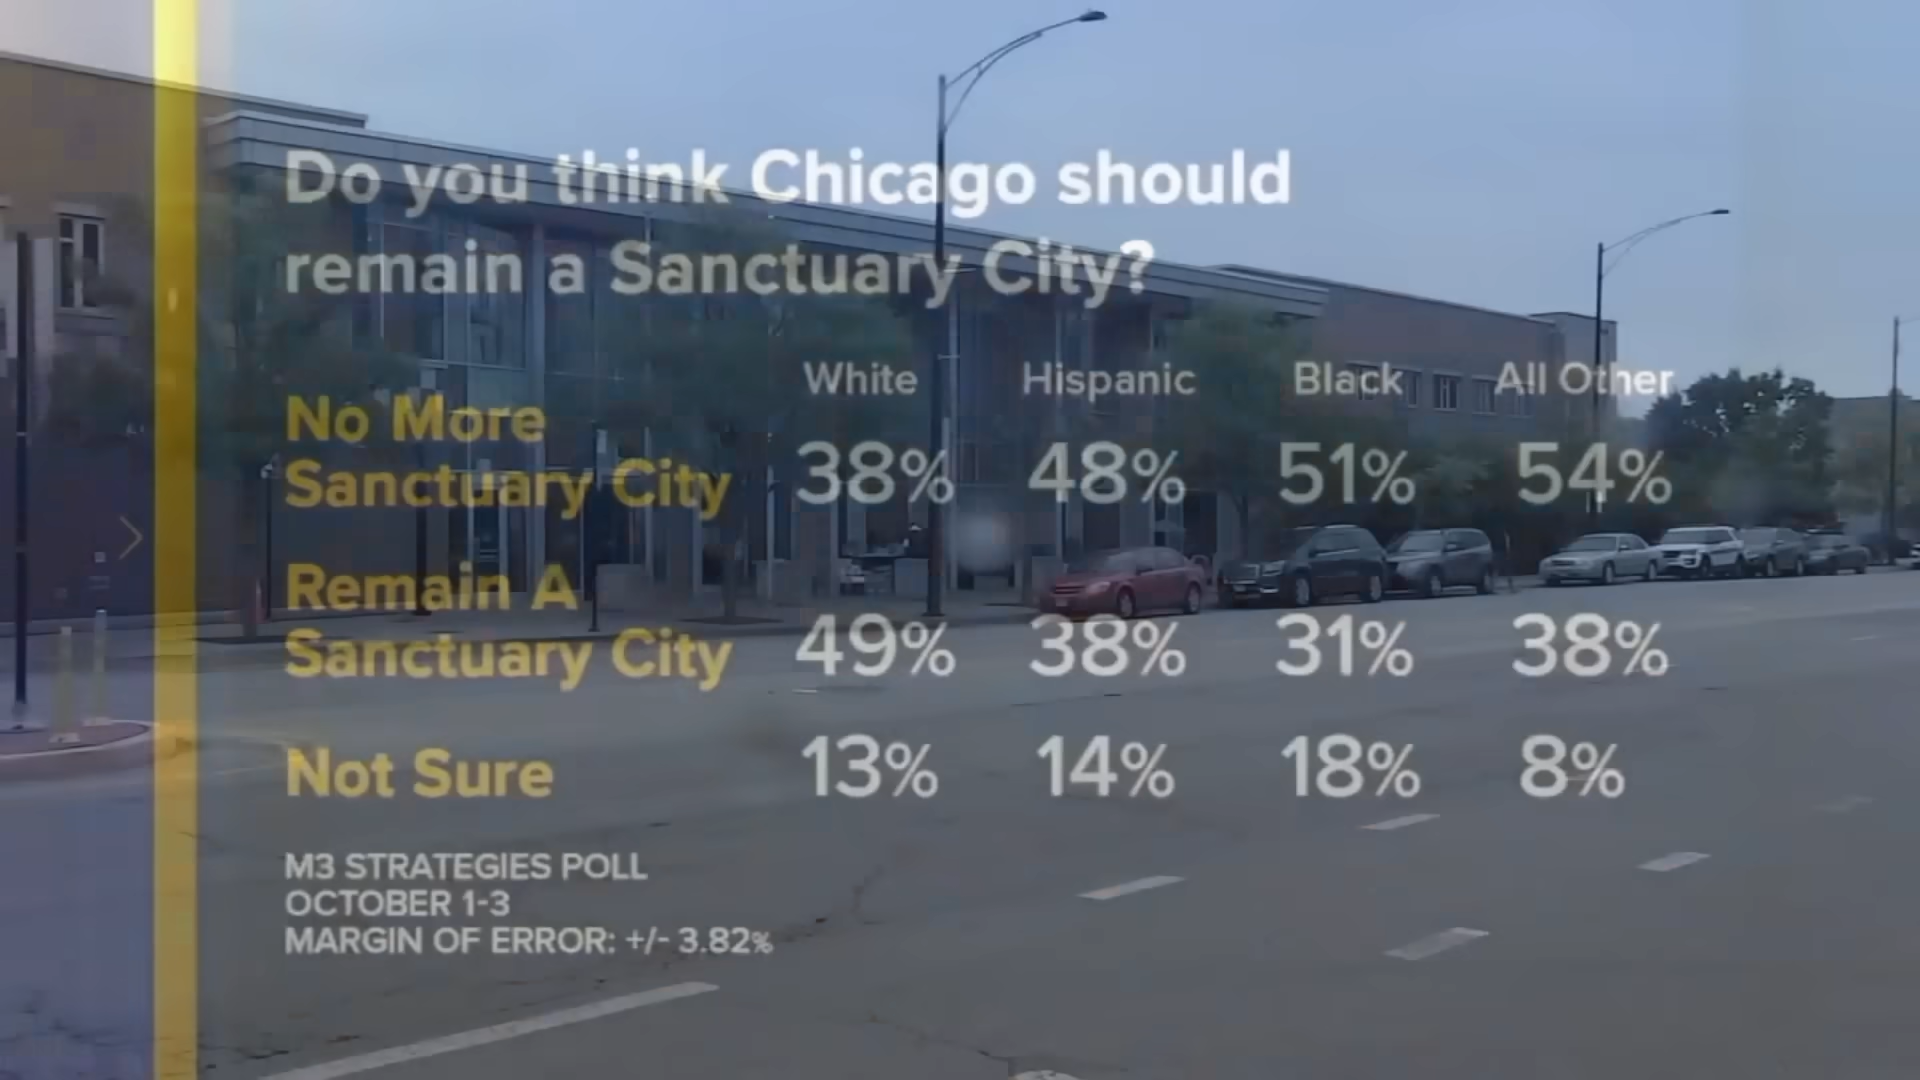 Do you think Chicago should
remain a Sanctuary City?
White Hispanic Black All Other
No More
Sanctuary City 38% 48% 51% 54%
Remain A
Sanctuary City 49% 38% 31% 38%
Not Sure 13% 14% 18% 8%
M3 STRATEGIES POLL
OCTOBER 1-3
MARGIN OF ERROR: +/- 3.82%